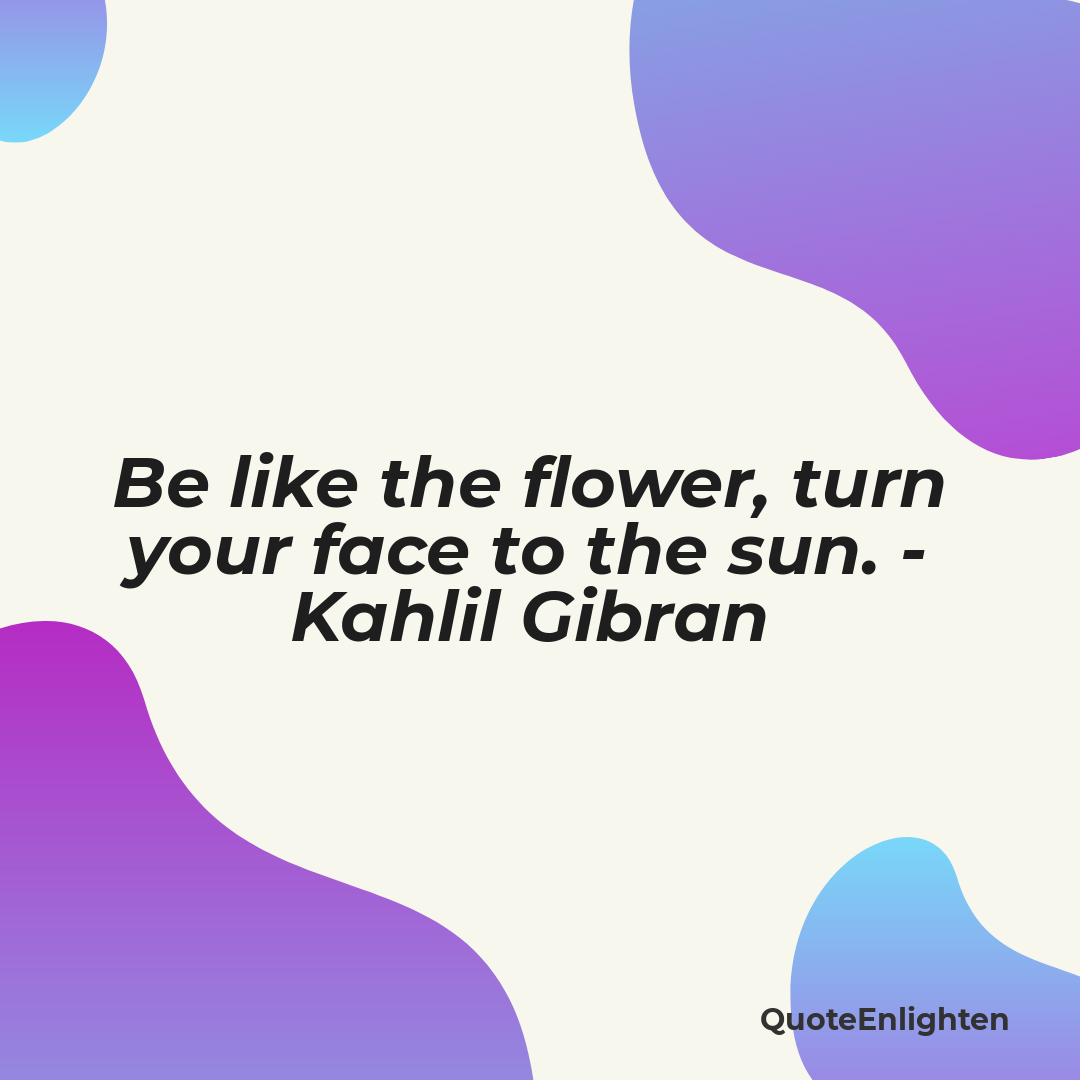 Be like the flower, turn
your face to the sun. -
Kahlil Gibran
QuoteEnlighten